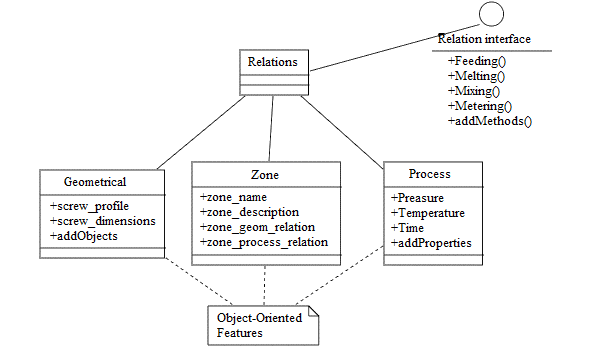 Relation interface
+Feeding()
+Melting()
+Mixing()
+Metering()
+addMethods()
Relations
Geometrical
+screw_profile
+screw_dimensions
+addObjects
Zone
+zone_name
+zone_description
+zone_geom_relation
+zone_process_relation
Process
+Preasure
+Temperature
+Time
+addProperties
Object-Oriented
Features